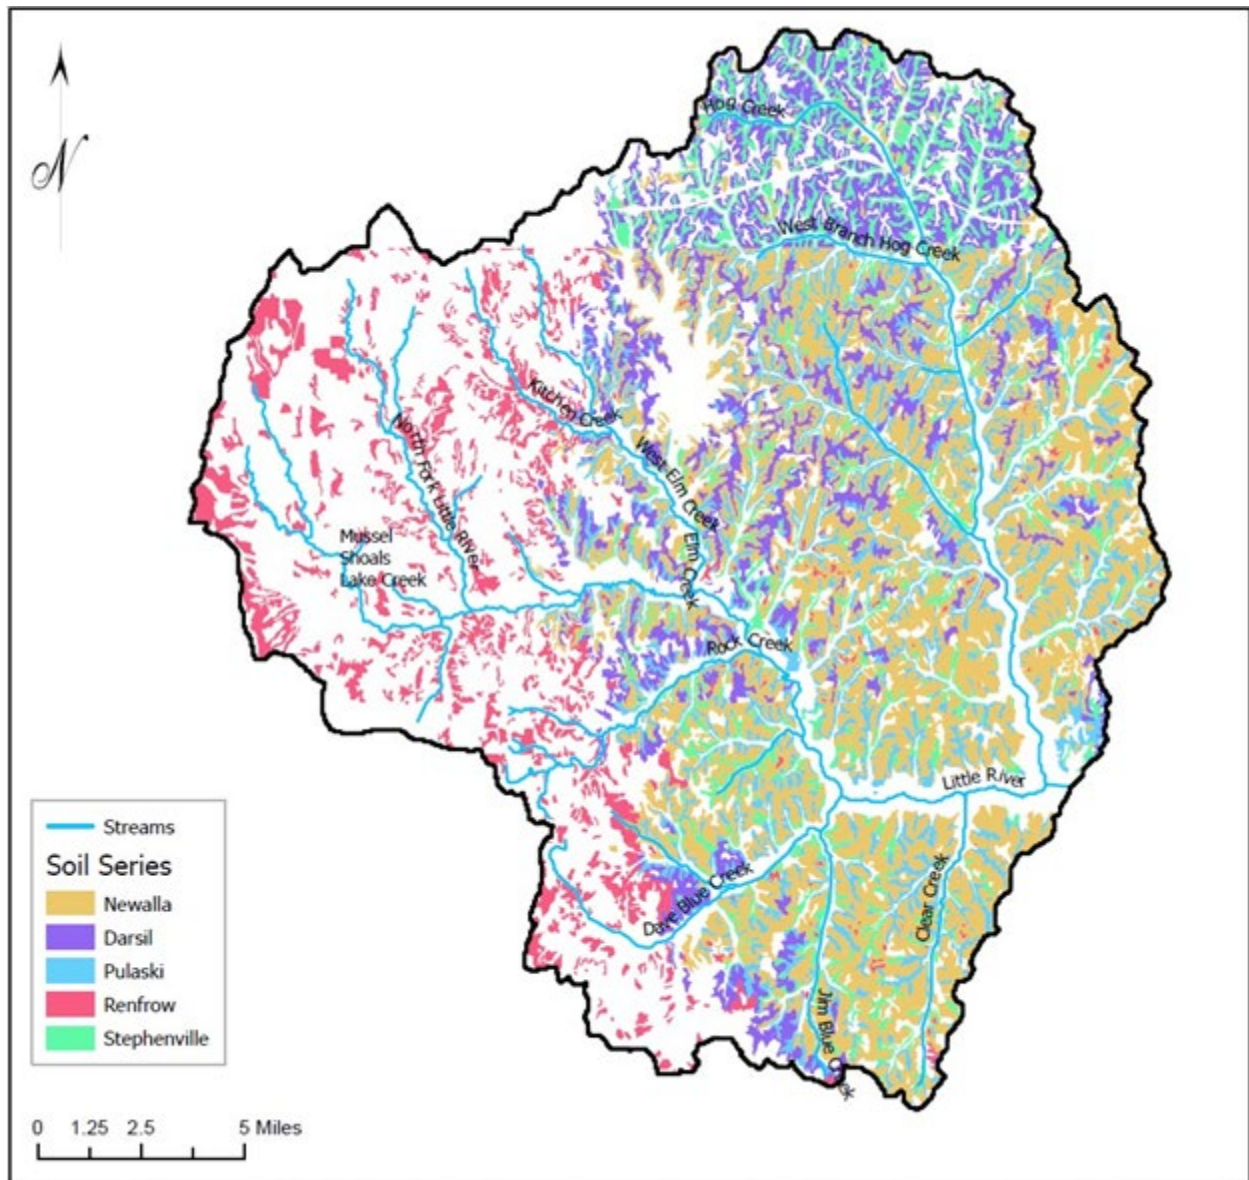 N
Hog Creek
West Branch Hog Creek
Kitchen Creek
West Elm Creek
North Fork Little River
Elm Creek
Mussel
Shoals
Lake Creek
Rock Creek
Little River
Dave Blue Creek
Clear Creek
Jim Blue Creek
Streams
Soil Series
Newalla
Darsil
Pulaski
Renfrow
Stephenville
0 1.25 2.5 5 Miles